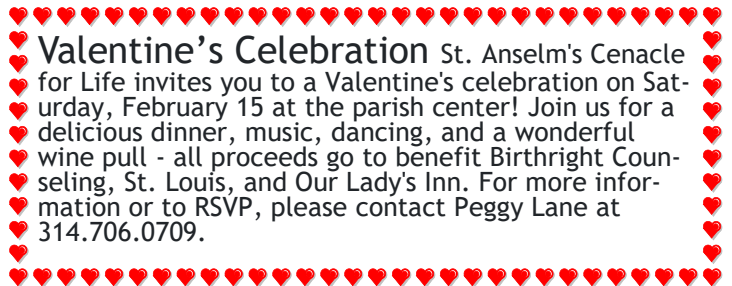 Valentine’s Celebration St. Anselm's Cenacle
for Life invites you to a Valentine's celebration on Sat-
urday, February 15 at the parish center! Join us for a
delicious dinner, music, dancing, and a wonderful
wine pull - all proceeds go to benefit Birthright Coun-
seling, St. Louis, and Our Lady's Inn. For more infor-
mation or to RSVP, please contact Peggy Lane at
314.706.0709.